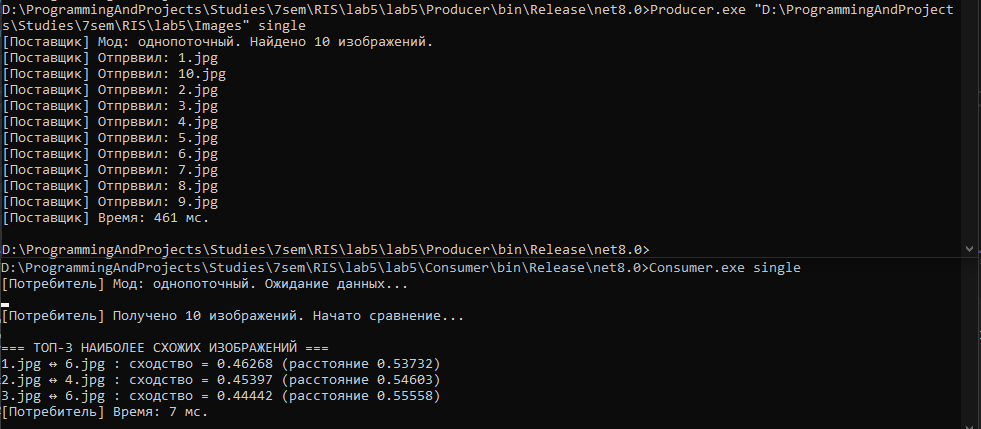 D:\ProgrammingAndProjects\Studies\7sem\RIS\lab5\lab5\Producer\bin\Release\net8.0>Producer.exe "D:\ProgrammingAndProject
s\Studies\7sem\RIS\lab5\Images" single
[Поставщик] Мод: однопоточный. Найдено 10 изображений.
[Поставщик] Отпрввил: 1.jpg
[Поставщик] Отпрввил: 10.jpg
[Поставщик] Отпрввил: 2.jpg
[Поставщик] Отпрввил: 3.jpg
[Поставщик] Отпрввил: 4.jpg
[Поставщик] Отпрввил: 5.jpg
[Поставщик] Отпрввил: 6.jpg
[Поставщик] Отпрввил: 7.jpg
[Поставщик] Отпрввил: 8.jpg
[Поставщик] Отпрввил: 9.jpg
[Поставщик] Время: 461 мс.
D:\ProgrammingAndProjects\Studies\7sem\RIS\lab5\lab5\Producer\bin\Release\net8.0>
D:\ProgrammingAndProjects\Studies\7sem\RIS\lab5\lab5\Consumer\bin\Release\net8.0>Consumer.exe single
[Потребитель] Мод: однопоточный. Ожидание данных...
[Потребитель] Получено 10 изображений. Начато сравнение...
=== ТОП-3 НАИБОЛЕЕ СХОЖИХ ИЗОБРАЖЕНИЙ ===
1.jpg ↔ 6.jpg : сходство = 0.46268 (расстояние 0.53732)
2.jpg ↔ 4.jpg : сходство = 0.45397 (расстояние 0.54603)
3.jpg ↔ 6.jpg : сходство = 0.44442 (расстояние 0.55558)
[Потребитель] Время: 7 мс.